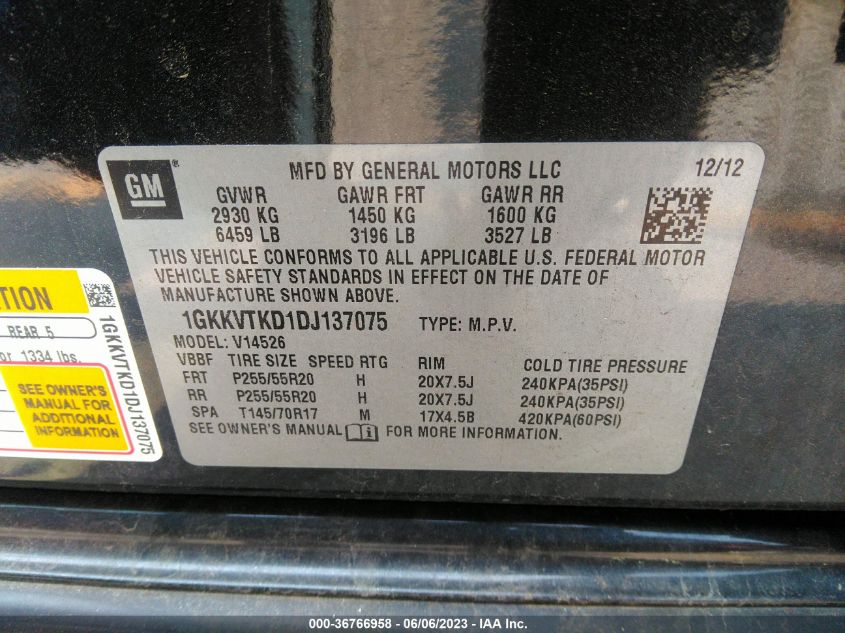 GM ®
MFD BY GENERAL MOTORS LLC 12/12
GVWR GAWR FRT GAWR RR
2930 KG 1450 KG 1600 KG
6459 LB 3196 LB 3527 LB
THIS VEHICLE CONFORMS TO ALL APPLICABLE U.S. FEDERAL MOTOR
VEHICLE SAFETY STANDARDS IN EFFECT ON THE DATE OF
MANUFACTURE SHOWN ABOVE.
1GKKVTKD1DJ137075 TYPE: M.P.V.
MODEL: V14526
VBBF TIRE SIZE SPEED RTG RIM COLD TIRE PRESSURE
FRT P255/55R20 H 20X7.5J 240KPA(35PSI)
RR P255/55R20 H 20X7.5J 240KPA(35PSI)
SPA T145/70R17 M 17X4.5B 420KPA(60PSI)
SEE OWNER'S MANUAL i FOR MORE INFORMATION.
REAR 5
1334 lbs.
SEE OWNER'S
MANUAL FOR
ADDITIONAL
INFORMATION
1GKKVTKD1DJ137075
000-36766958 - 06/06/2023 - IAA Inc.